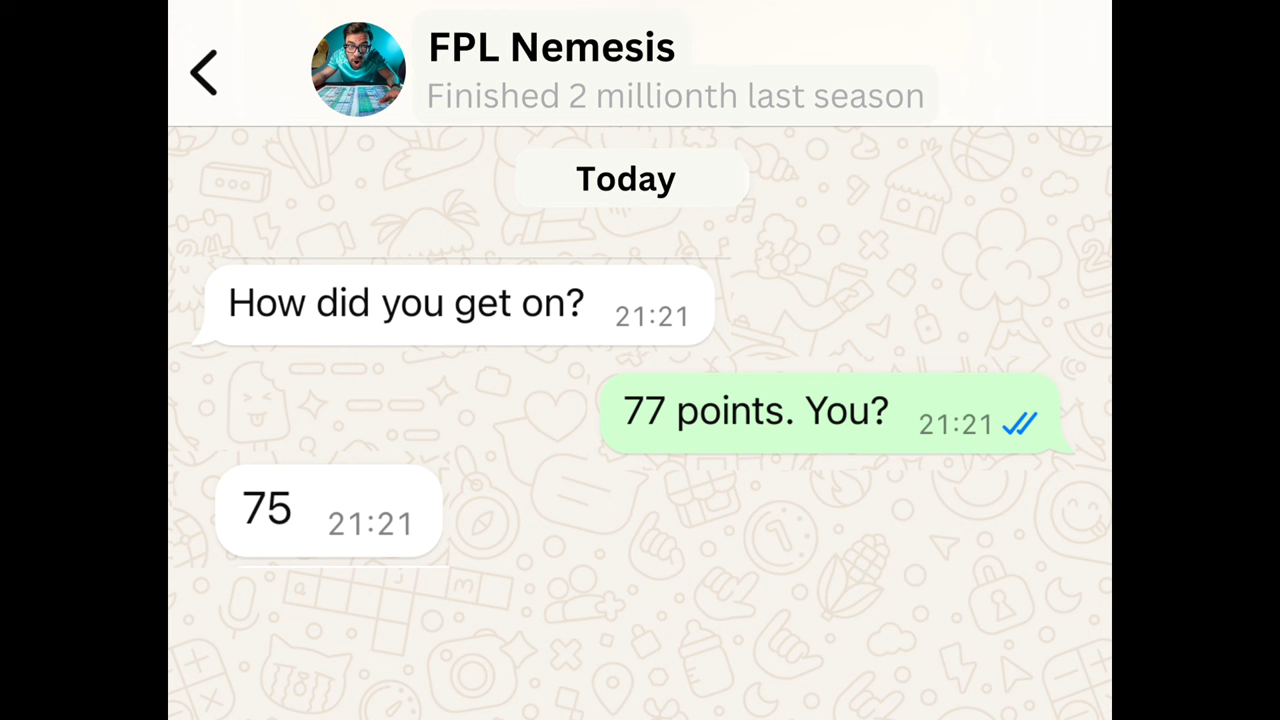 FPL Nemesis
Finished 2 millionth last season
Today
How did you get on? 21:21
77 points. You? 21:21
75 21:21